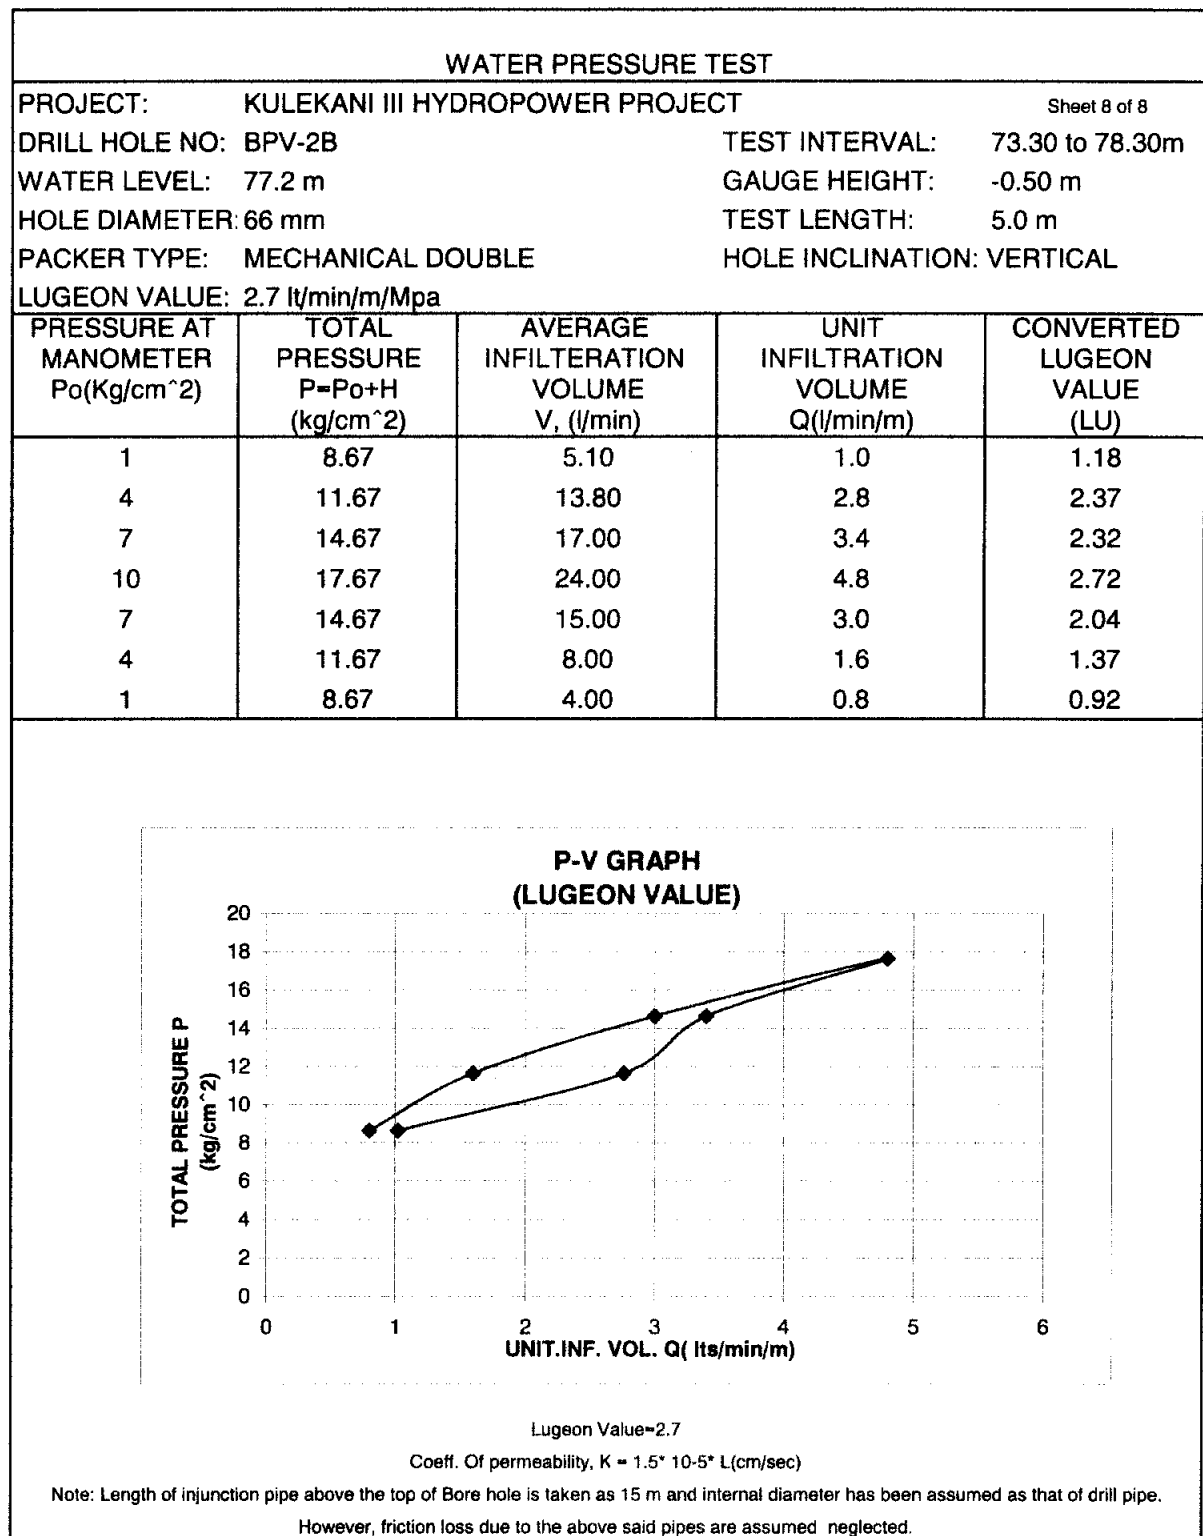 WATER PRESSURE TEST
PROJECT: KULEKANI III HYDROPOWER PROJECT Sheet 8 of 8
DRILL HOLE NO: BPV-2B TEST INTERVAL: 73.30 to 78.30m
WATER LEVEL: 77.2 m GAUGE HEIGHT: -0.50 m
HOLE DIAMETER: 66 mm TEST LENGTH: 5.0 m
PACKER TYPE: MECHANICAL DOUBLE HOLE INCLINATION: VERTICAL
LUGEON VALUE: 2.7 lt/min/m/Mpa
PRESSURE AT TOTAL AVERAGE UNIT CONVERTED
MANOMETER PRESSURE INFILTERATION INFILTRATION LUGEON
Po(Kg/cm^2) P=Po+H VOLUME VOLUME VALUE
(kg/cm^2) V, (l/min) Q(l/min/m) (LU)
1 8.67 5.10 1.0 1.18
4 11.67 13.80 2.8 2.37
7 14.67 17.00 3.4 2.32
10 17.67 24.00 4.8 2.72
7 14.67 15.00 3.0 2.04
4 11.67 8.00 1.6 1.37
1 8.67 4.00 0.8 0.92
P-V GRAPH
(LUGEON VALUE)
TOTAL PRESSURE P
(kg/cm^2)
20
18
16
14
12
10
8
6
4
2
0
0 1 2 3 4 5 6
UNIT.INF. VOL. Q( lts/min/m)
Lugeon Value=2.7
Coeff. Of permeability, K = 1.5* 10-5* L(cm/sec)
Note: Length of injunction pipe above the top of Bore hole is taken as 15 m and internal diameter has been assumed as that of drill pipe.
However, friction loss due to the above said pipes are assumed neglected.